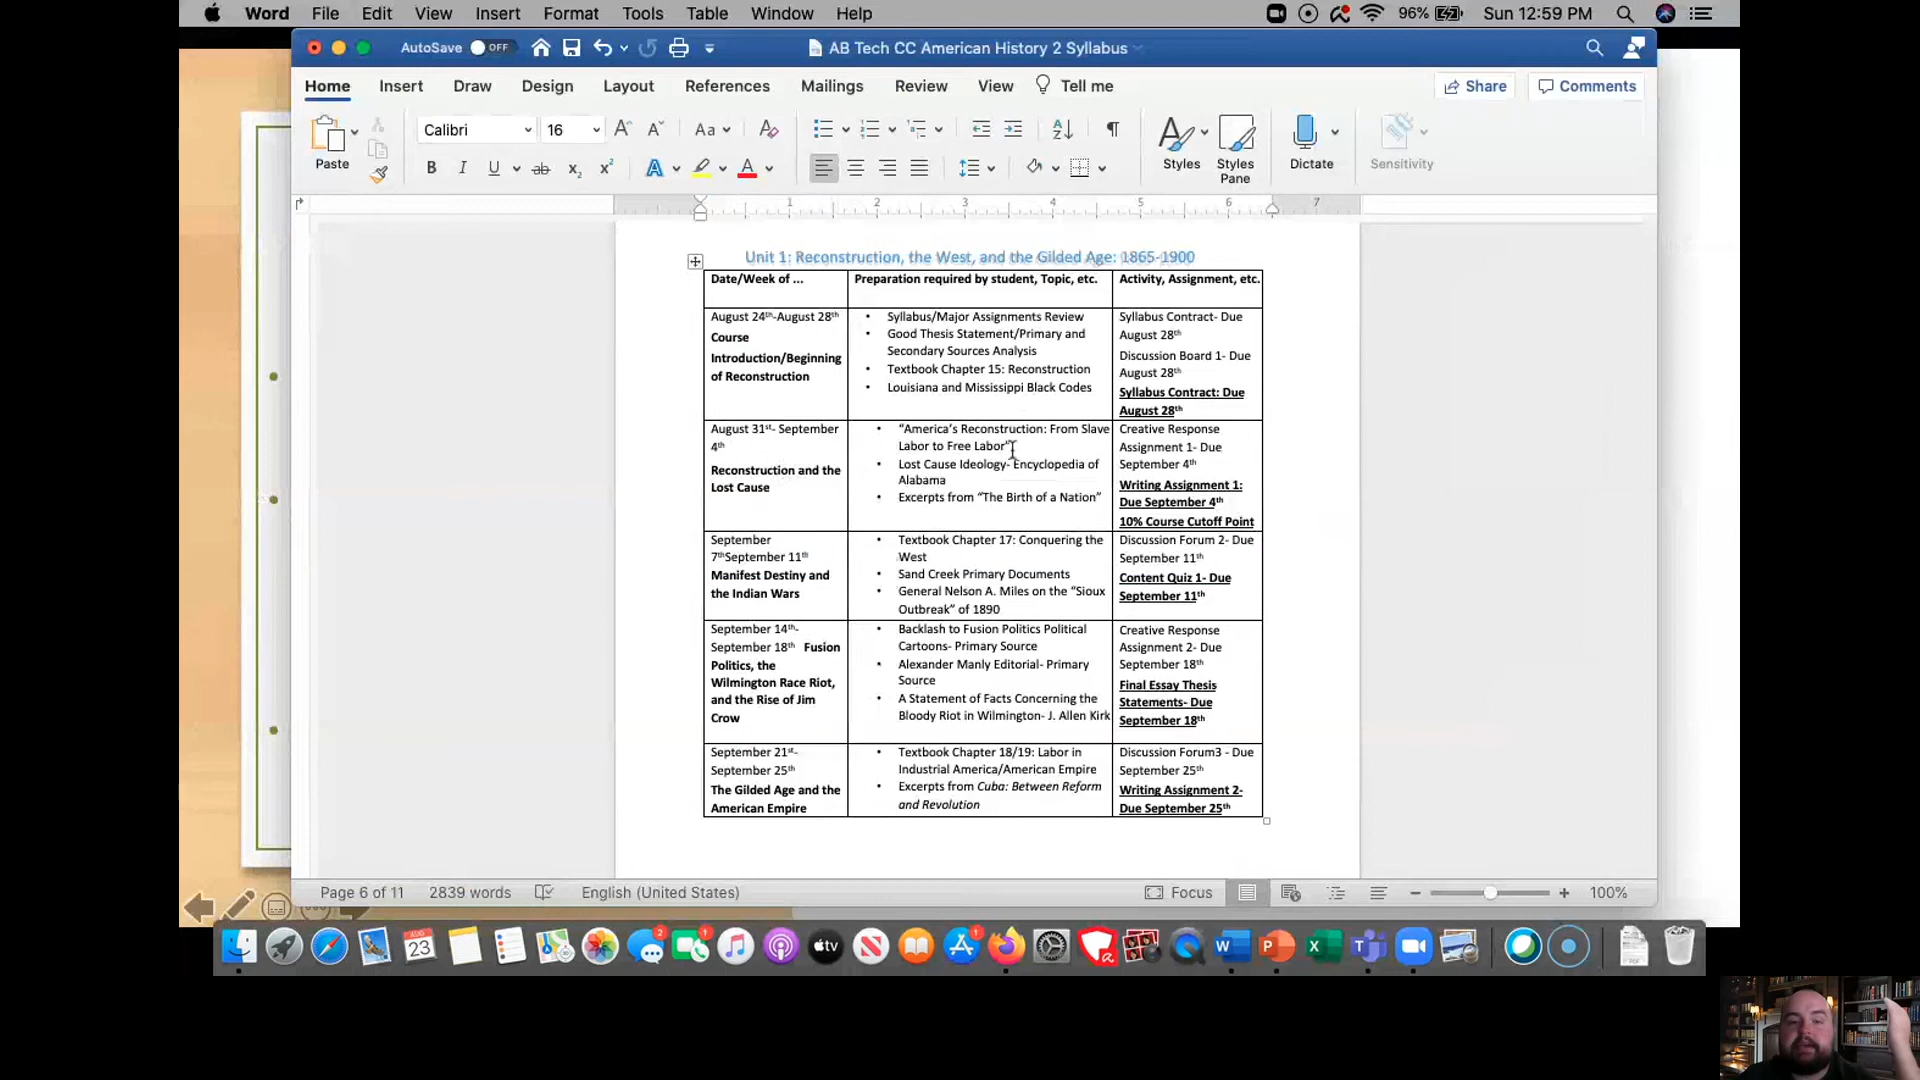 Word File Edit View Insert Format Tools Table Window Help 96% Sun 12:59 PM
AutoSave OFF AB Tech CC American History 2 Syllabus
Home Insert Draw Design Layout References Mailings Review View Tell me Share Comments
Paste Calibri 16 Aa Styles Styles Pane Dictate Sensitivity
1 2 3 4 5 6 7
Unit 1: Reconstruction, the West, and the Gilded Age: 1865-1900
Date/Week of ...
Preparation required by student, Topic, etc.
Activity, Assignment, etc.
August 24th-August 28th
Course
Introduction/Beginning
of Reconstruction
• Syllabus/Major Assignments Review
• Good Thesis Statement/Primary and
Secondary Sources Analysis
• Textbook Chapter 15: Reconstruction
• Louisiana and Mississippi Black Codes
Syllabus Contract- Due
August 28th
Discussion Board 1- Due
August 28th
Syllabus Contract: Due
August 28th
August 31st- September
4th
Reconstruction and the
Lost Cause
• “America’s Reconstruction: From Slave
Labor to Free Labor”
• Lost Cause Ideology- Encyclopedia of
Alabama
• Excerpts from “The Birth of a Nation”
Creative Response
Assignment 1- Due
September 4th
Writing Assignment 1:
Due September 4th
10% Course Cutoff Point
September
7thSeptember 11th
Manifest Destiny and
the Indian Wars
• Textbook Chapter 17: Conquering the
West
• Sand Creek Primary Documents
• General Nelson A. Miles on the “Sioux
Outbreak” of 1890
Discussion Forum 2- Due
September 11th
Content Quiz 1- Due
September 11th
September 14th-
September 18th Fusion
Politics, the
Wilmington Race Riot,
and the Rise of Jim
Crow
• Backlash to Fusion Politics Political
Cartoons- Primary Source
• Alexander Manly Editorial- Primary
Source
• A Statement of Facts Concerning the
Bloody Riot in Wilmington- J. Allen Kirk
Creative Response
Assignment 2- Due
September 18th
Final Essay Thesis
Statements- Due
September 18th
September 21st-
September 25th
The Gilded Age and the
American Empire
• Textbook Chapter 18/19: Labor in
Industrial America/American Empire
• Excerpts from Cuba: Between Reform
and Revolution
Discussion Forum3 - Due
September 25th
Writing Assignment 2-
Due September 25th
Page 6 of 11 2839 words English (United States) Focus 100%
AUG
23
2
1
tv
1
W P X T
PDF